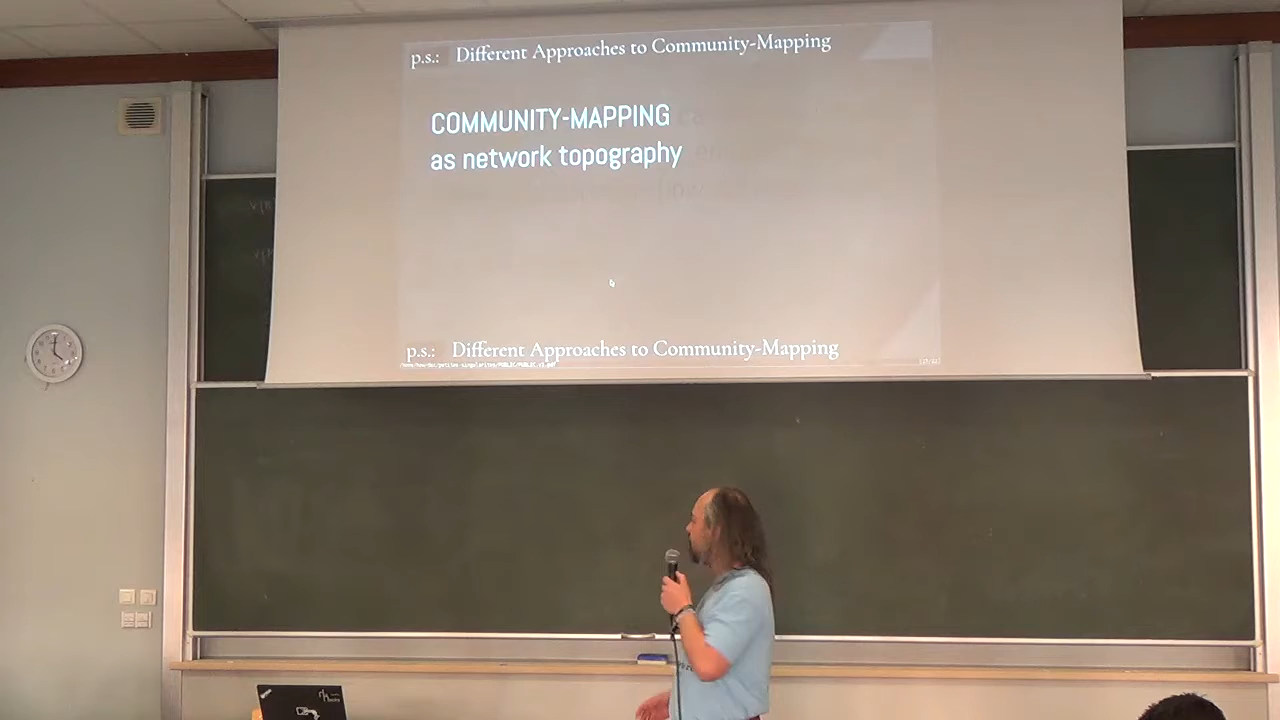 p.s.: Different Approaches to Community-Mapping
COMMUNITY-MAPPING
as network topography
p.s.: Different Approaches to Community-Mapping